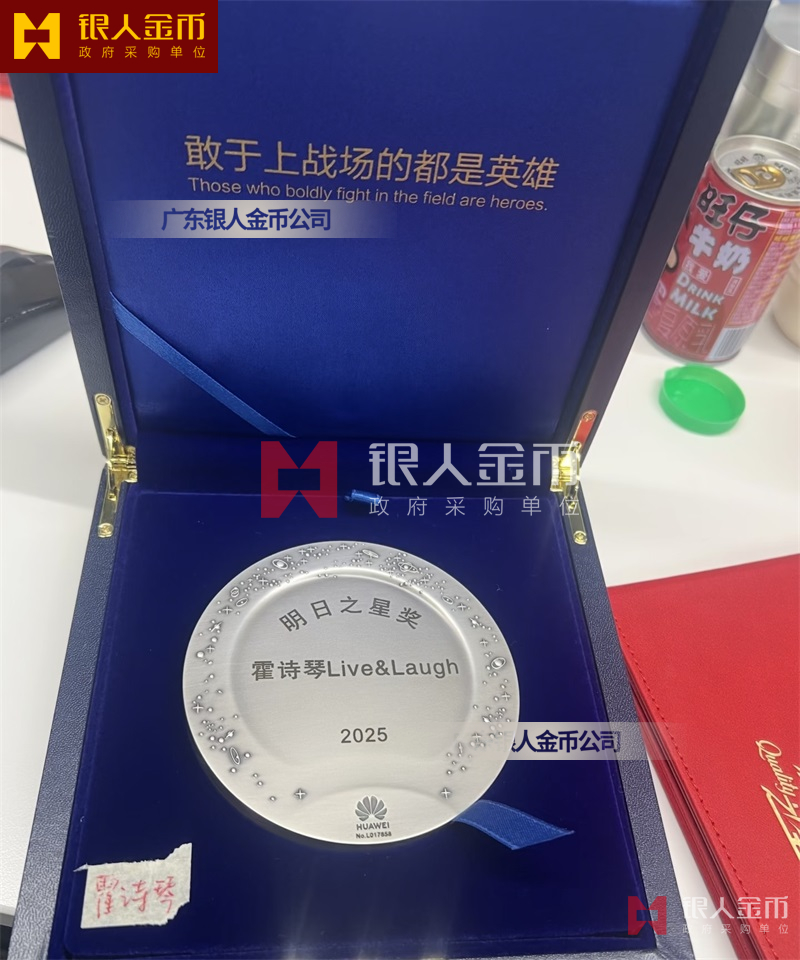 银人金币
政府采购单位
敢于上战场的都是英雄
Those who boldly fight in the field are heroes.
广东银人金币公司
旺仔
牛奶
DRINK
MILK
银人金币
政府采购单位
明日之星奖
霍诗琴Live&Laugh
2025
银人金币公司
HUAWEI
No.L017858
霍诗琴
Quality
银人金币
政府采购单位